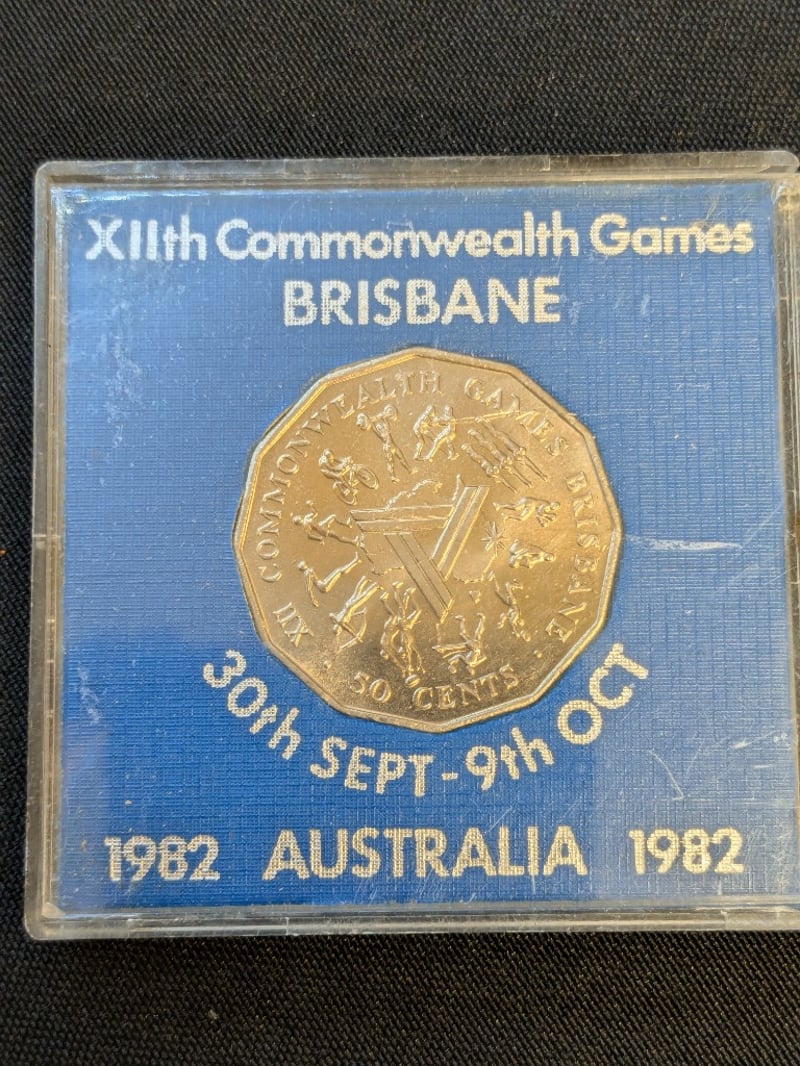 XIIth Commonwealth Games
BRISBANE
XII COMMONWEALTH GAMES BRISBANE
50 CENTS
30th SEPT-9th OCT
1982 AUSTRALIA 1982